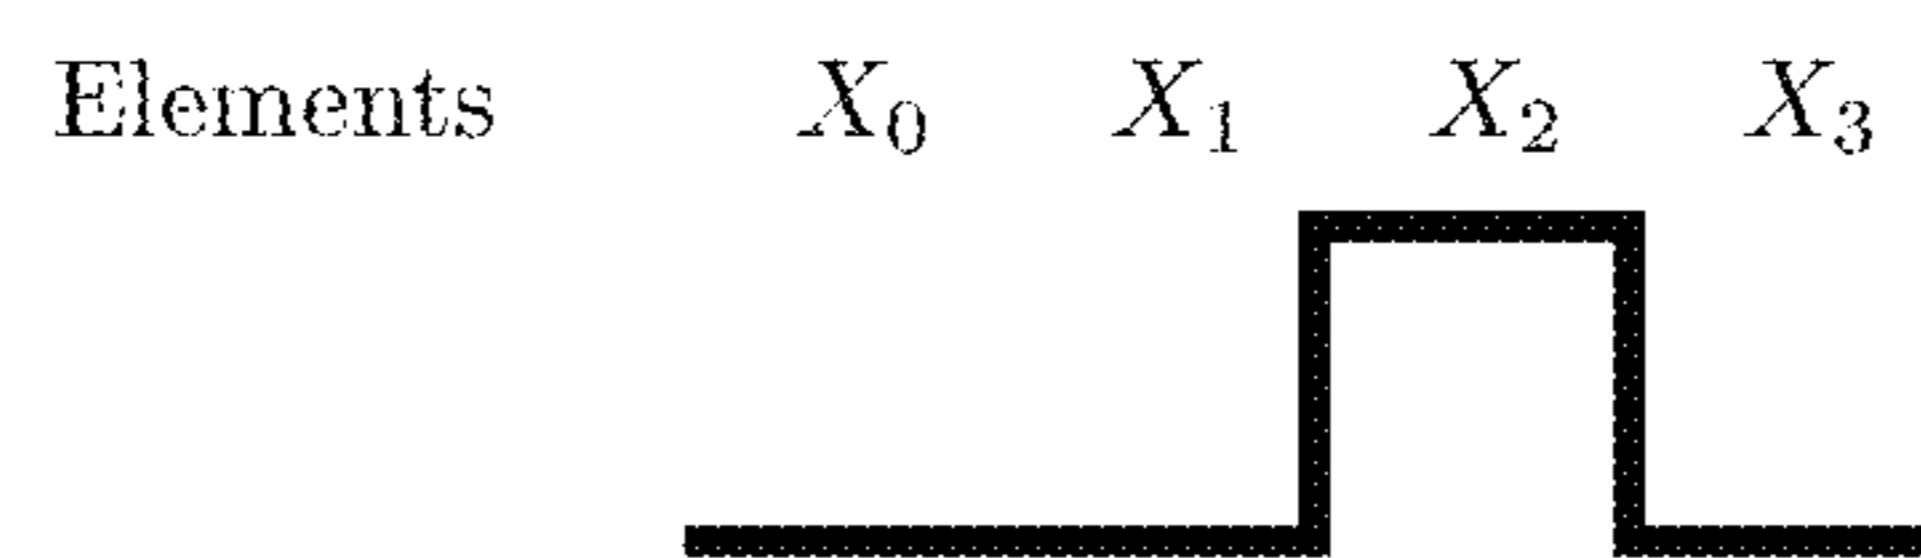 Elements X₀ X₁ X₂ X₃